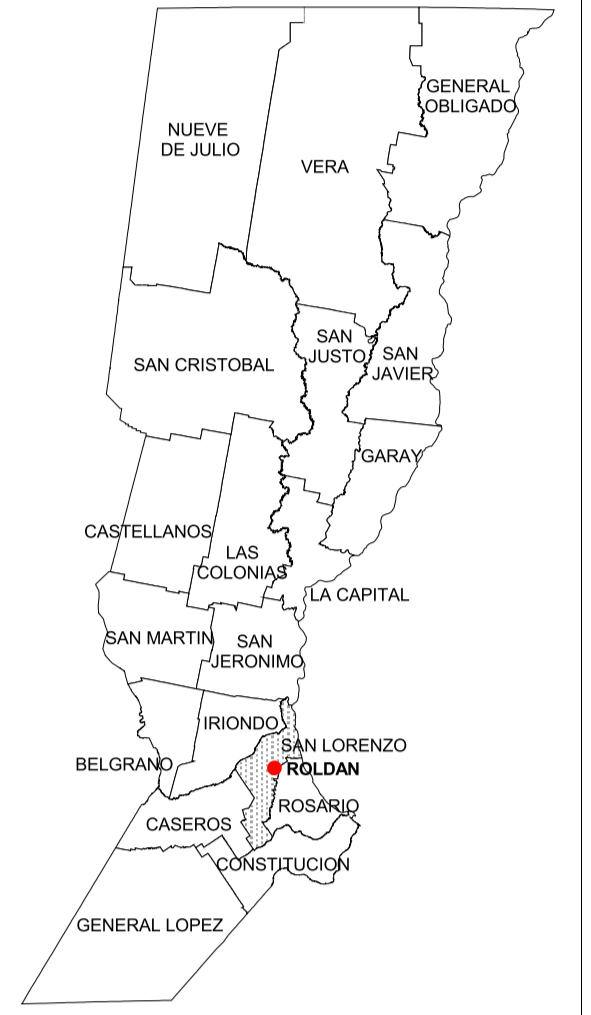 GENERAL
OBLIGADO
NUEVE
DE JULIO
VERA
SAN
JUSTO
SAN
JAVIER
SAN CRISTOBAL
GARAY
CASTELLANOS
LAS
COLONIAS
LA CAPITAL
SAN MARTIN
SAN
JERONIMO
IRIONDO
SAN LORENZO
BELGRANO
ROLDAN
ROSARIO
CASEROS
CONSTITUCION
GENERAL LOPEZ